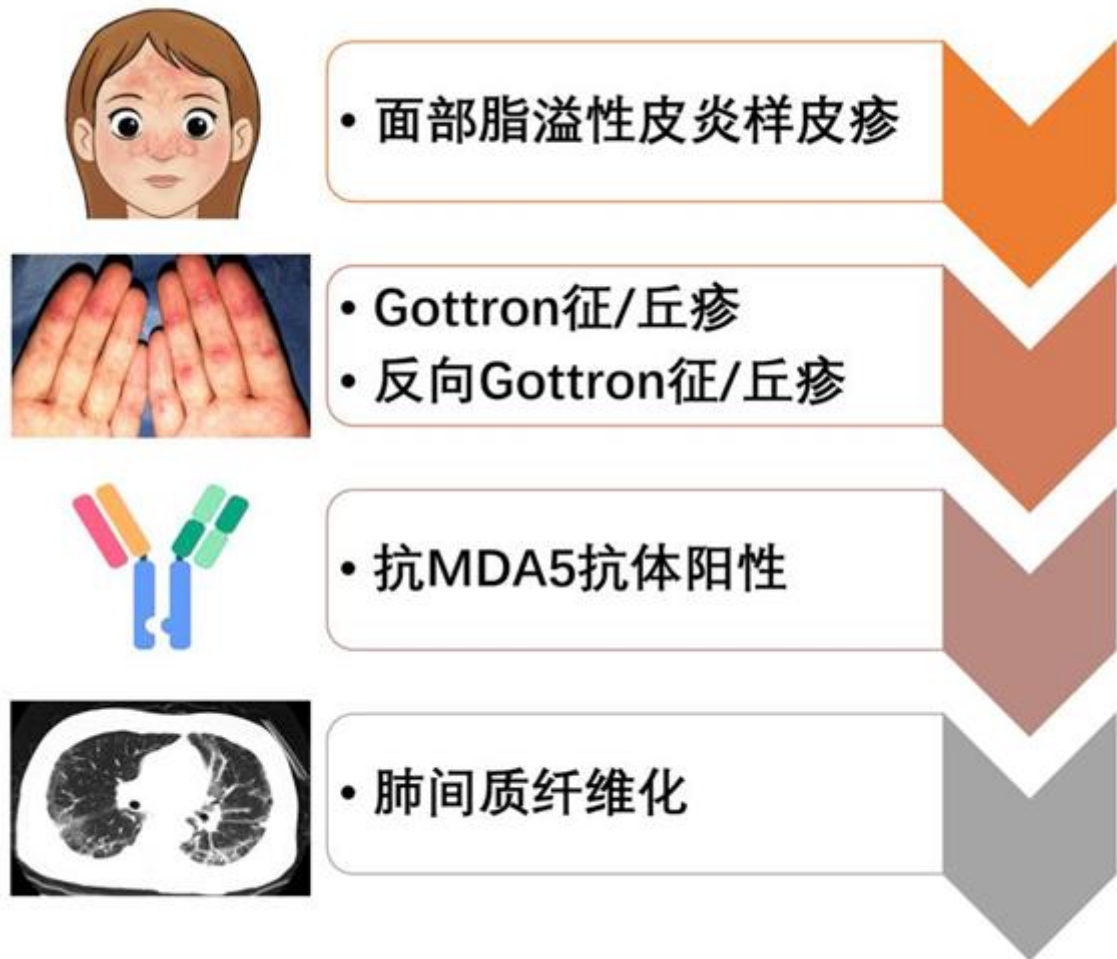 • 面部脂溢性皮炎样皮疹
• Gottron征/丘疹
• 反向Gottron征/丘疹
• 抗MDA5抗体阳性
• 肺间质纤维化